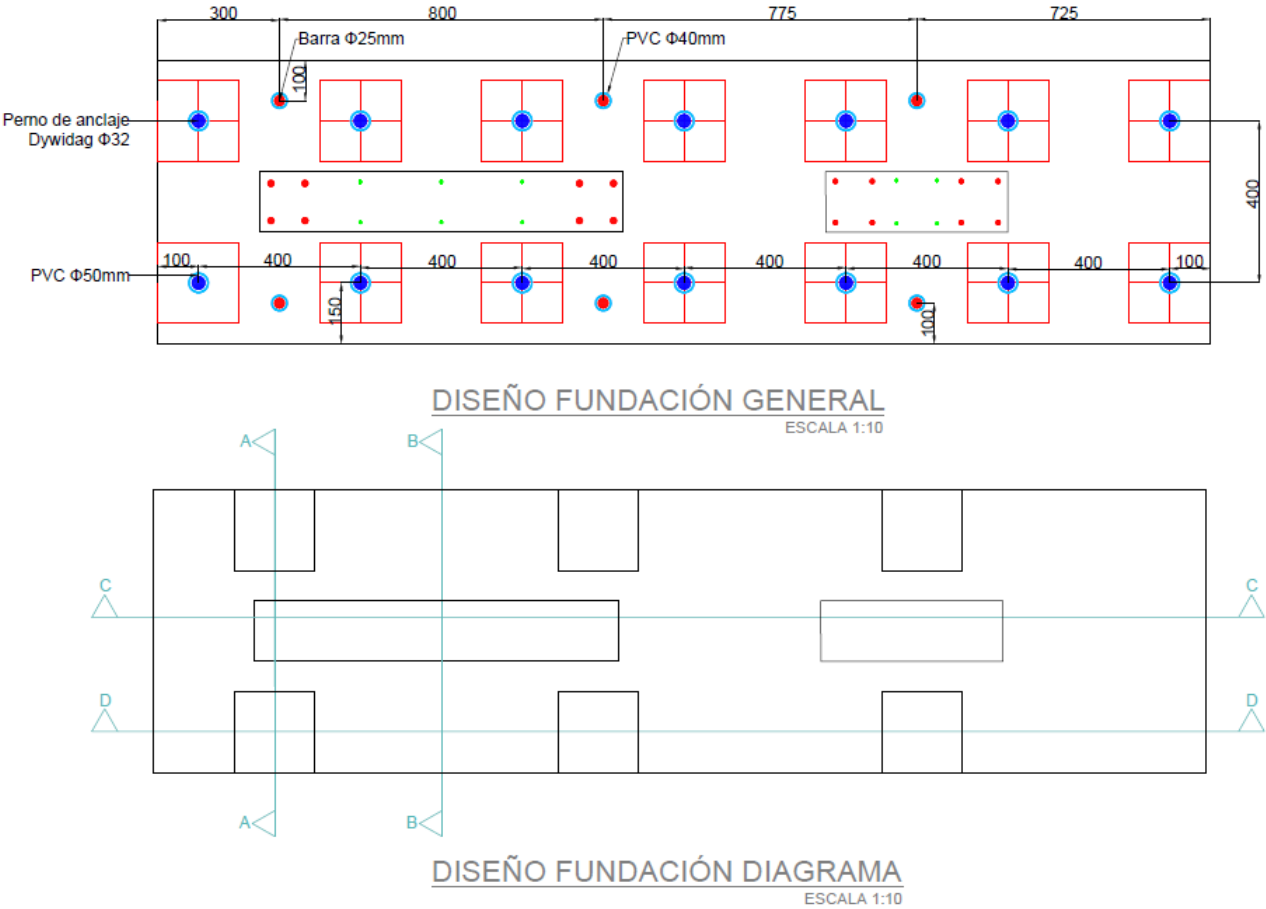 300
800
775
725
Barra Φ25mm
PVC Φ40mm
100
Perno de anclaje
Dywidag Φ32
400
PVC Φ50mm
100
400
400
400
400
400
400
100
150
100
DISEÑO FUNDACIÓN GENERAL
ESCALA 1:10
A
B
C
C
D
D
A
B
DISEÑO FUNDACIÓN DIAGRAMA
ESCALA 1:10